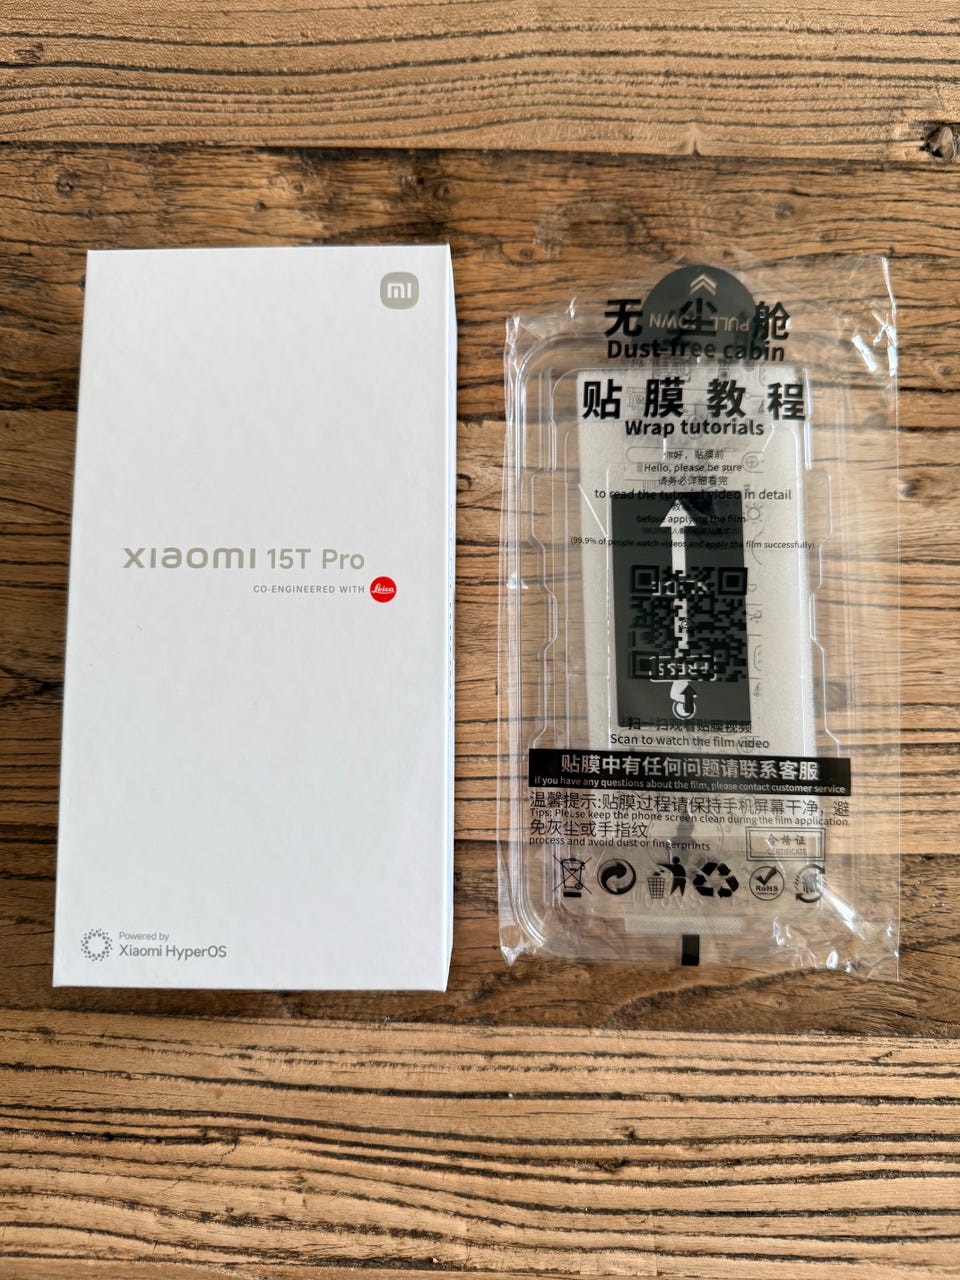 mi
xiaomi 15T Pro
CO-ENGINEERED WITH Leica
Powered by
Xiaomi HyperOS
PULL DOWN
无尘舱
Dust-free cabin
贴膜教程
Wrap tutorials
你好，贴膜前
Hello, please be sure
请务必详细看完
to read the tutorial video in detail
before applying the film
(99.9% of people watch videos and apply the film successfully)
PRESS
扫一扫观看贴膜视频
Scan to watch the film video
贴膜中有任何问题请联系客服
if you have any questions about the film, please contact customer service
温馨提示:贴膜过程请保持手机屏幕干净，避
Tips: Please keep the phone screen clean during the film application
免灰尘或手指纹
process and avoid dust or fingerprints
合格证
CERTIFICATE
RoHS